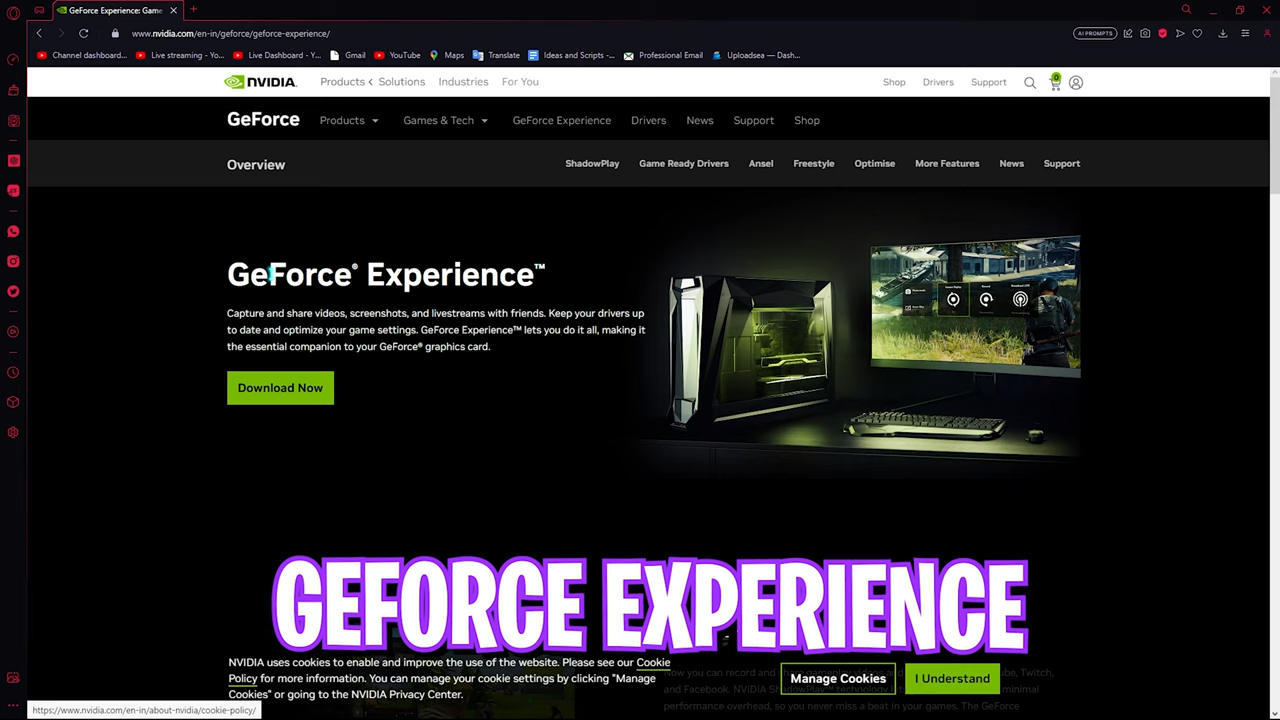 GeForce Experience: Game
www.nvidia.com/en-in/geforce/geforce-experience/
AI PROMPTS
Channel dashboard...
Live streaming - Y...
Live Dashboard - Y...
Gmail
YouTube
Maps
Translate
Ideas and Scripts -...
Professional Email
Uploadsea — Dash...
NVIDIA.
Products
Solutions
Industries
For You
Shop
Drivers
Support
0
GeForce
Products
Games & Tech
GeForce Experience
Drivers
News
Support
Shop
Overview
ShadowPlay
Game Ready Drivers
Ansel
Freestyle
Optimise
More Features
News
Support
GeForce® Experience™
Capture and share videos, screenshots, and livestreams with friends. Keep your drivers up
to date and optimize your game settings. GeForce Experience™ lets you do it all, making it
the essential companion to your GeForce® graphics card.
Download Now
GEFORCE EXPERIENCE
NVIDIA uses cookies to enable and improve the use of the website. Please see our Cookie
Policy for more information. You can manage your cookie settings by clicking "Manage
Cookies" or going to the NVIDIA Privacy Center.
Manage Cookies
I Understand
https://www.nvidia.com/en-in/about-nvidia/cookie-policy/